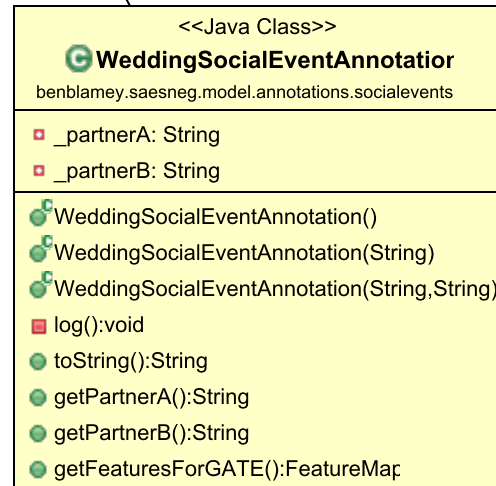 <<Java Class>>
C WeddingSocialEventAnnotation
benblamey.saesneg.model.annotations.socialevents
_partnerA: String
_partnerB: String
C WeddingSocialEventAnnotation()
C WeddingSocialEventAnnotation(String)
C WeddingSocialEventAnnotation(String,String)
log():void
toString():String
getPartnerA():String
getPartnerB():String
getFeaturesForGATE():FeatureMap